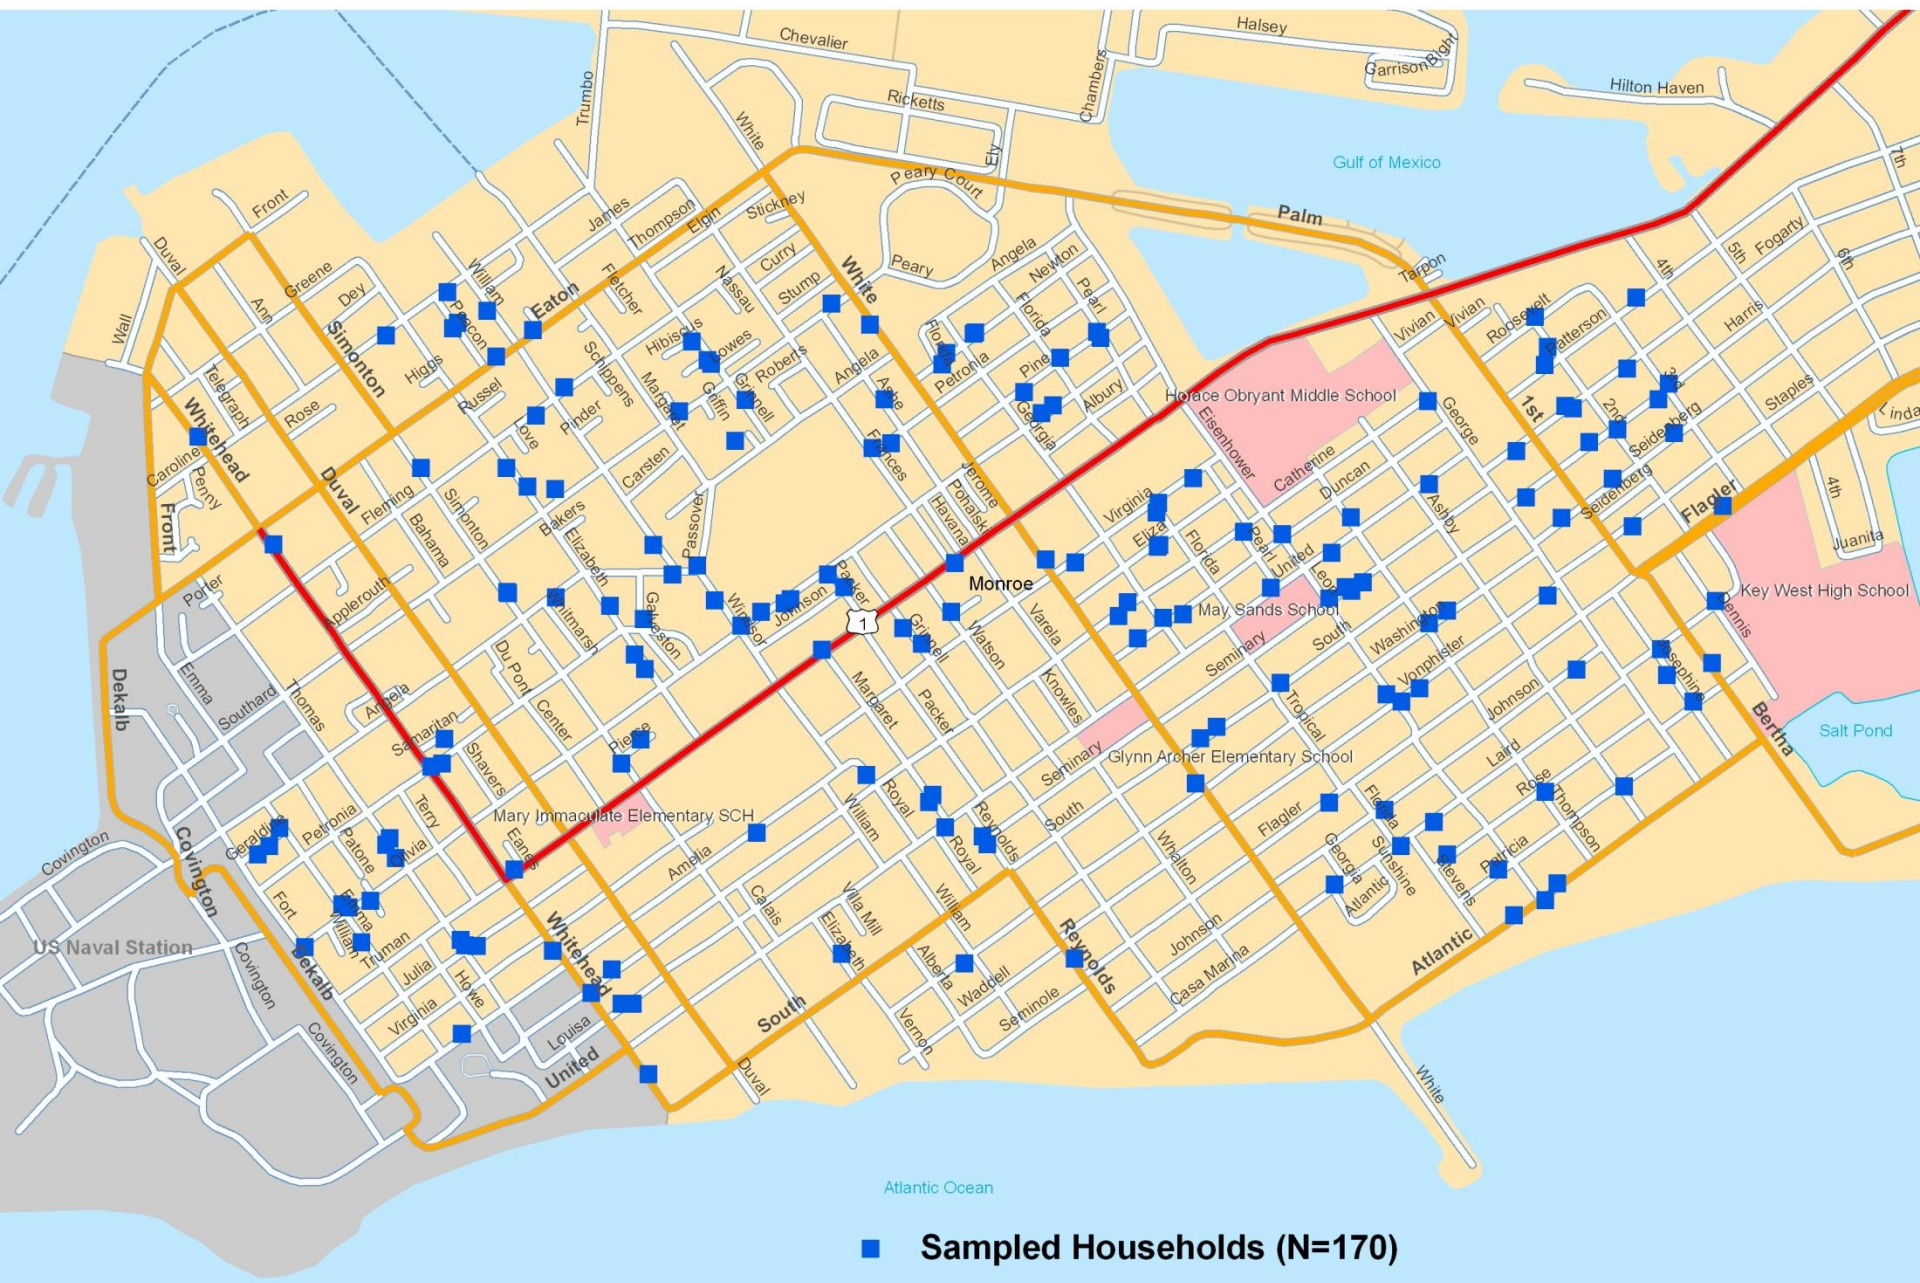 Chevalier
Halsey
Garrison Bight
Hilton Haven
Trumbo
Ricketts
Chambers
White
Ely
7th
Gulf of Mexico
Peary Court
Palm
Front
James
Thompson
Elgin
Stickney
Duval
Curry
Angela
Newton
Tarpon
4th
5th
Fogarty
6th
Greene
William
Fletcher
Nassau
Stump
White
Peary
Pearl
Ann
Dey
Peacon
Eaton
Florida
Vivian
Vivian
Roosevelt
Patterson
Harris
Wall
Simonton
Hibiscus
Howes
Florida
Higgs
Schippens
Roberts
Angela
Petronia
Pine
Telegraph
Russel
Margaret
Griffin
Grinnell
Ashe
Albury
Horace Obryant Middle School
3rd
Staples
Linda
Whitehead
Rose
Love
Pinder
Georgia
Eisenhower
George
1st
2nd
Seidenberg
Caroline
Penny
Duval
Fleming
Carsten
Frances
Jerome
Pohalski
Catherine
Duncan
Seidenberg
Flagler
4th
Front
Simonton
Bahama
Bakers
Passover
Havana
Virginia
Eliza
Florida
Ashby
Juanita
Porter
Applerouth
Elizabeth
Whitmarsh
Galveston
Windsor
Johnson
Packer
1
Monroe
Pearl
United
Leon
May Sands School
Key West High School
Dennis
Dekalb
Emma
Southard
Thomas
Angela
Du Pont
Center
Grinnell
Watson
Varela
Seminary
South
Washington
Vonphister
Josephine
Samaritan
Shavers
Pierce
Margaret
Packer
Knowles
Tropical
Johnson
Bertha
Salt Pond
Seminary
Glynn Archer Elementary School
Laird
Covington
Covington
Geraldine
Petronia
Patone
Olivia
Terry
Mary Immaculate Elementary SCH
Eanes
William
Royal
Reynolds
South
Flagler
Florida
Rose
Thompson
Amelia
Royal
Whalton
Georgia
Sunshine
Stevens
Patricia
Fort
Emma
William
Truman
Whitehead
Calais
Villa Mill
Elizabeth
William
Atlantic
US Naval Station
Covington
Dekalb
Julia
Howe
Alberta
Waddell
Reynolds
Johnson
Casa Marina
Atlantic
Virginia
Covington
Louisa
United
South
Vernon
Seminole
Duval
White
Atlantic Ocean
Sampled Households (N=170)